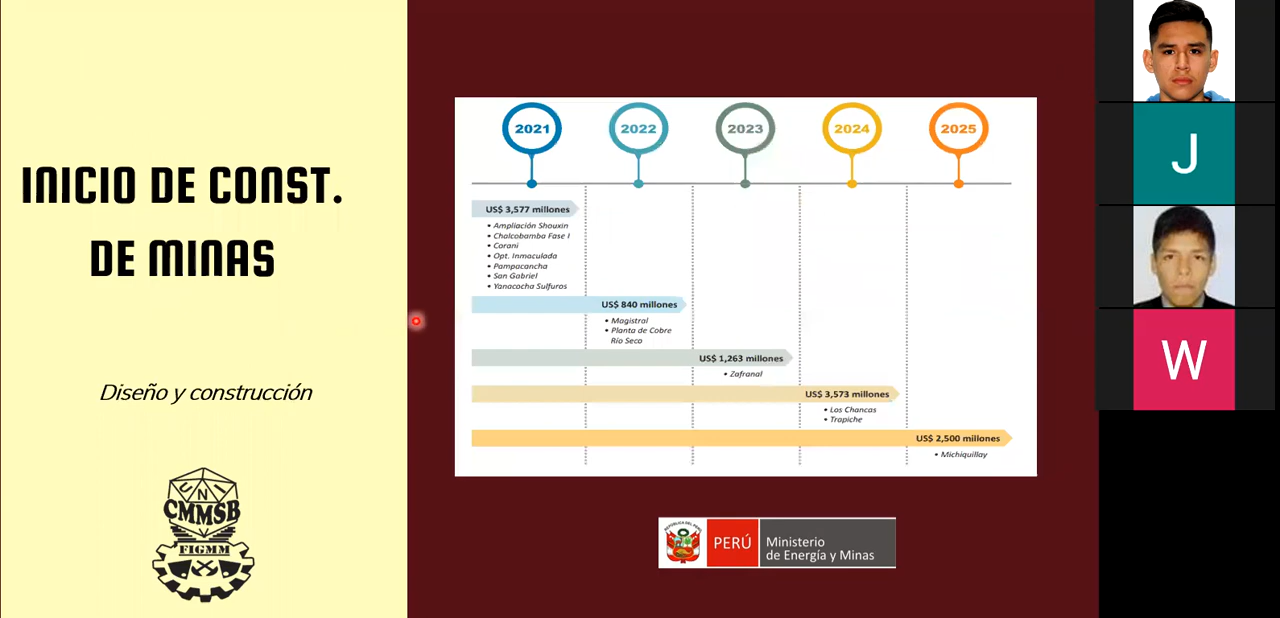 INICIO DE CONST.
DE MINAS
Diseño y construcción
UNI
CMMSB
FIGMM
2021
2022
2023
2024
2025
US$ 3,577 millones
• Ampliación Shouxin
• Chalcobamba Fase I
• Corani
• Opt. Inmaculada
• Pampacancha
• San Gabriel
• Yanacocha Sulfuros
US$ 840 millones
• Magistral
• Planta de Cobre
Río Seco
US$ 1,263 millones
• Zafranal
US$ 3,573 millones
• Los Chancas
• Trapiche
US$ 2,500 millones
• Michiquillay
REPÚBLICA DEL PERÚ
PERÚ
Ministerio
de Energía y Minas
J
W